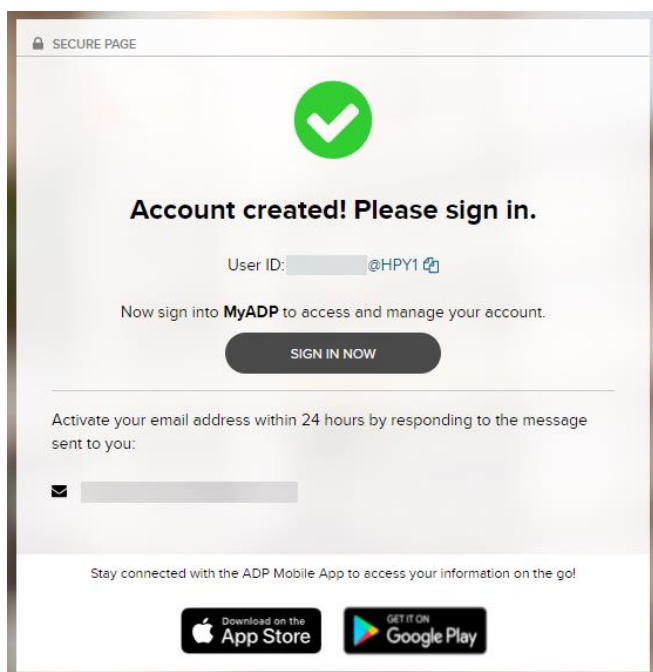 SECURE PAGE
Account created! Please sign in.
User ID: @HPY1
Now sign into MyADP to access and manage your account.
SIGN IN NOW
Activate your email address within 24 hours by responding to the message
sent to you:
Stay connected with the ADP Mobile App to access your information on the go!
Download on the
App Store
GET IT ON
Google Play